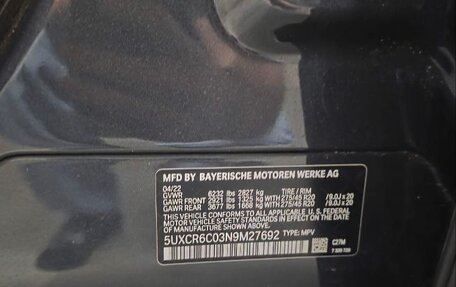 MFD BY BAYERISCHE MOTOREN WERKE AG
04/22
GVWR 6232 lbs 2827 kg TIRE / RIM
GAWR FRONT 2921 lbs 1325 kg WITH 275/45 R20 /9.0J x 20
GAWR REAR 3677 lbs 1668 kg WITH 275/45 R20 /9.0J x 20
THIS VEHICLE CONFORMS TO ALL APPLICABLE U. S. FEDERAL
MOTOR VEHICLE SAFETY STANDARDS IN EFFECT ON THE
DATE OF MANUFACTURE SHOWN ABOVE.
5UXCR6C03N9M27692 TYPE: MPV C27M